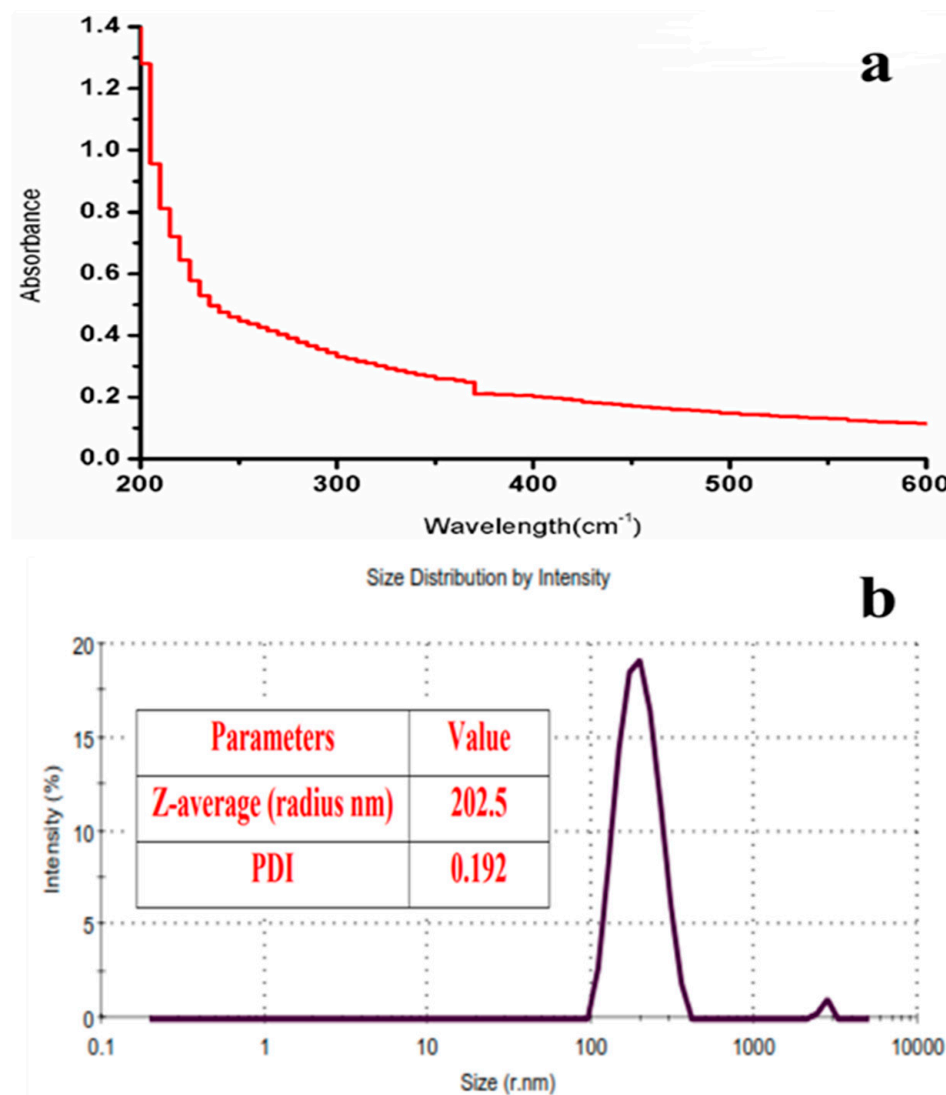 a
1.4
1.2
1.0
0.8
0.6
0.4
0.2
0.0
Absorbance
200 300 400 500 600
Wavelength(cm⁻¹)
Size Distribution by Intensity
b
20
15
10
5
0
Intensity (%)
Parameters Value
Z-average (radius nm) 202.5
PDI 0.192
0.1 1 10 100 1000 10000
Size (r.nm)